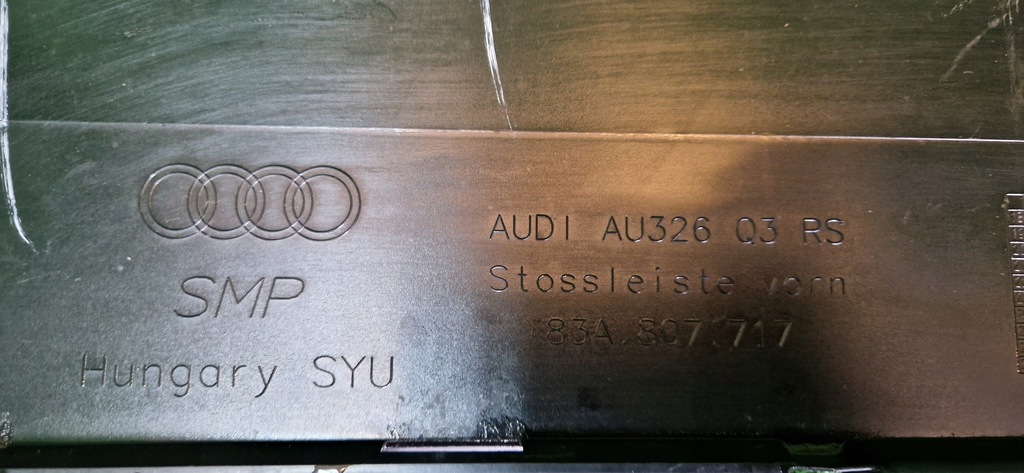 SMP
Hungary SYU
AUDI AU326 Q3 RS
Stossleiste vorn
83A.807.717